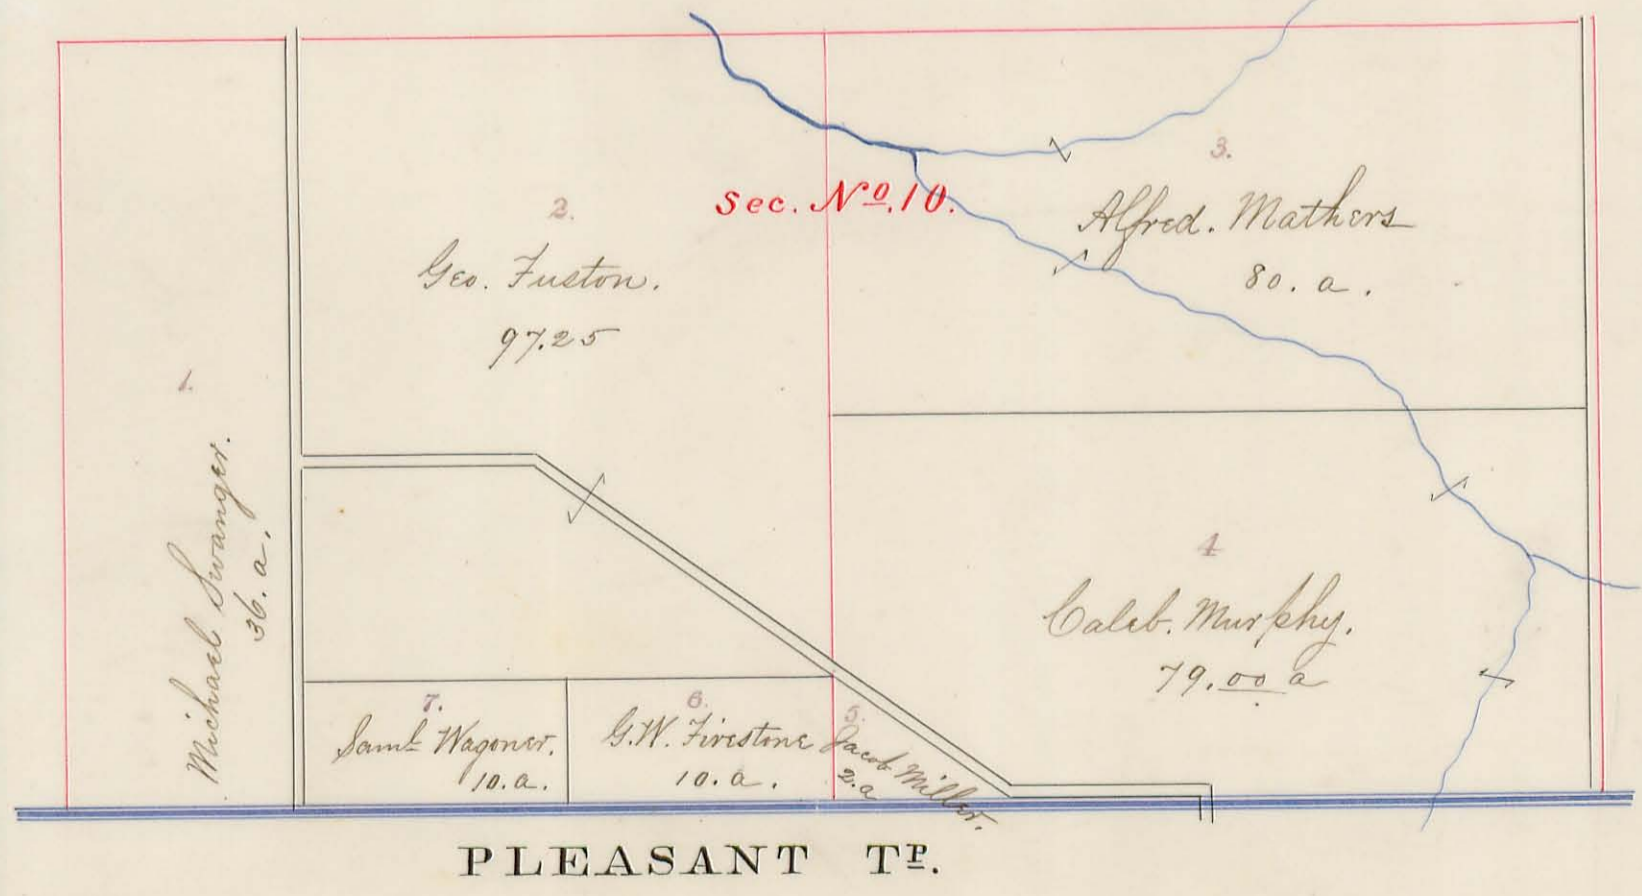 Sec. Nº. 10.
1.
Michael Swanger.
36. a.
2.
Geo. Fuston.
97.25
3.
Alfred. Mathers
80. a.
4
Caleb. Murphy.
79.00 a
7.
Saml Wagoner.
10. a.
6.
G.W. Firestone
10. a.
5.
Jacob Miller.
2. a
PLEASANT TP.